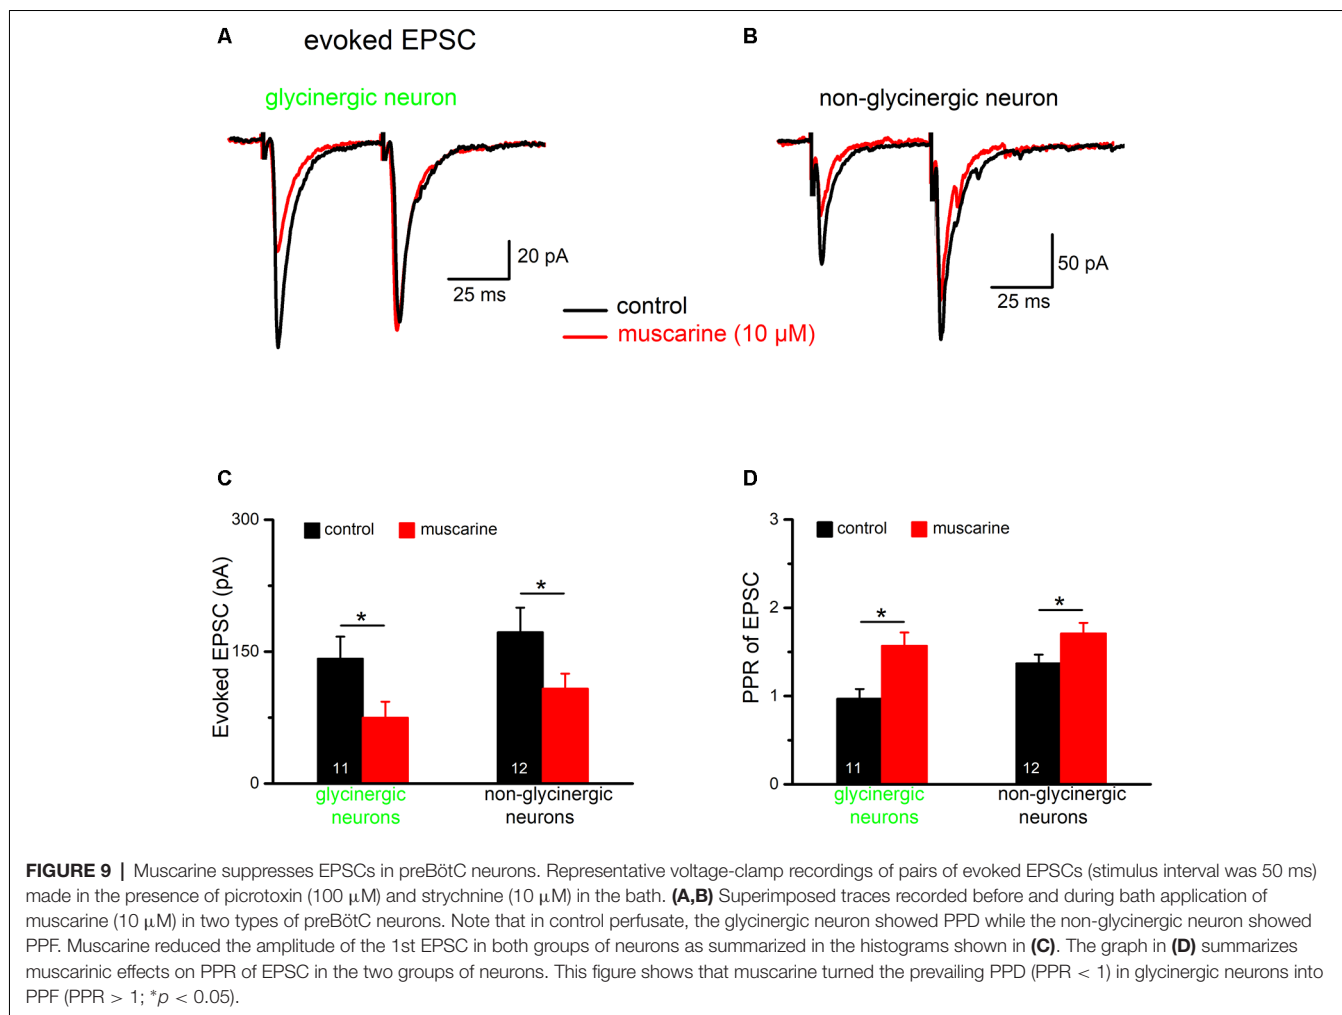 A
evoked EPSC
B
glycinergic neuron
non-glycinergic neuron
20 pA
25 ms
50 pA
25 ms
control
muscarine (10 µM)
C
D
300
150
0
Evoked EPSC (pA)
control
muscarine
*
*
11
12
glycinergic
neurons
non-glycinergic
neurons
3
2
1
0
PPR of EPSC
control
muscarine
*
*
11
12
glycinergic
neurons
non-glycinergic
neurons
FIGURE 9 | Muscarine suppresses EPSCs in preBötC neurons. Representative voltage-clamp recordings of pairs of evoked EPSCs (stimulus interval was 50 ms)
made in the presence of picrotoxin (100 µM) and strychnine (10 µM) in the bath. (A,B) Superimposed traces recorded before and during bath application of
muscarine (10 µM) in two types of preBötC neurons. Note that in control perfusate, the glycinergic neuron showed PPD while the non-glycinergic neuron showed
PPF. Muscarine reduced the amplitude of the 1st EPSC in both groups of neurons as summarized in the histograms shown in (C). The graph in (D) summarizes
muscarinic effects on PPR of EPSC in the two groups of neurons. This figure shows that muscarine turned the prevailing PPD (PPR < 1) in glycinergic neurons into
PPF (PPR > 1; *p < 0.05).